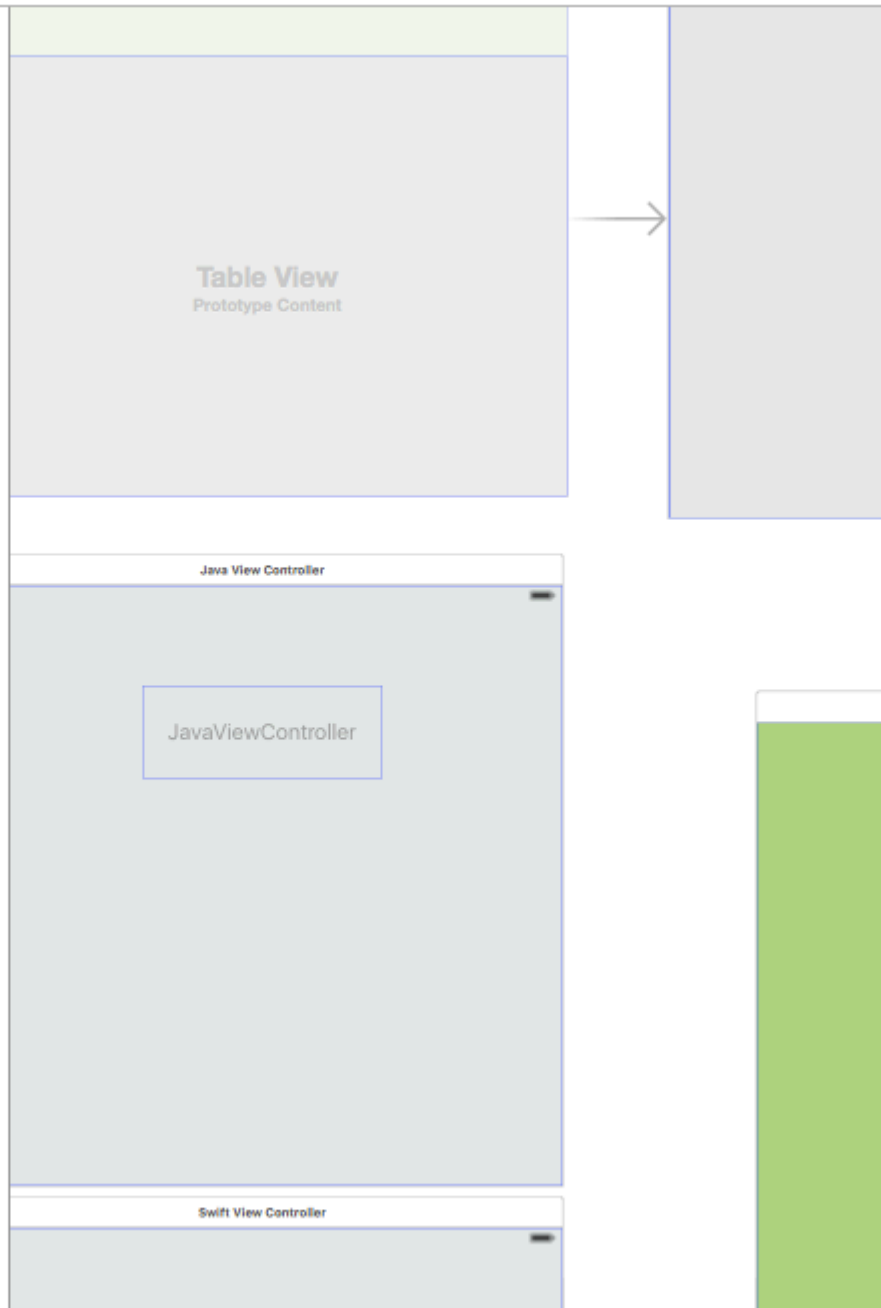 Table View
Prototype Content
Java View Controller
JavaViewController
Swift View Controller